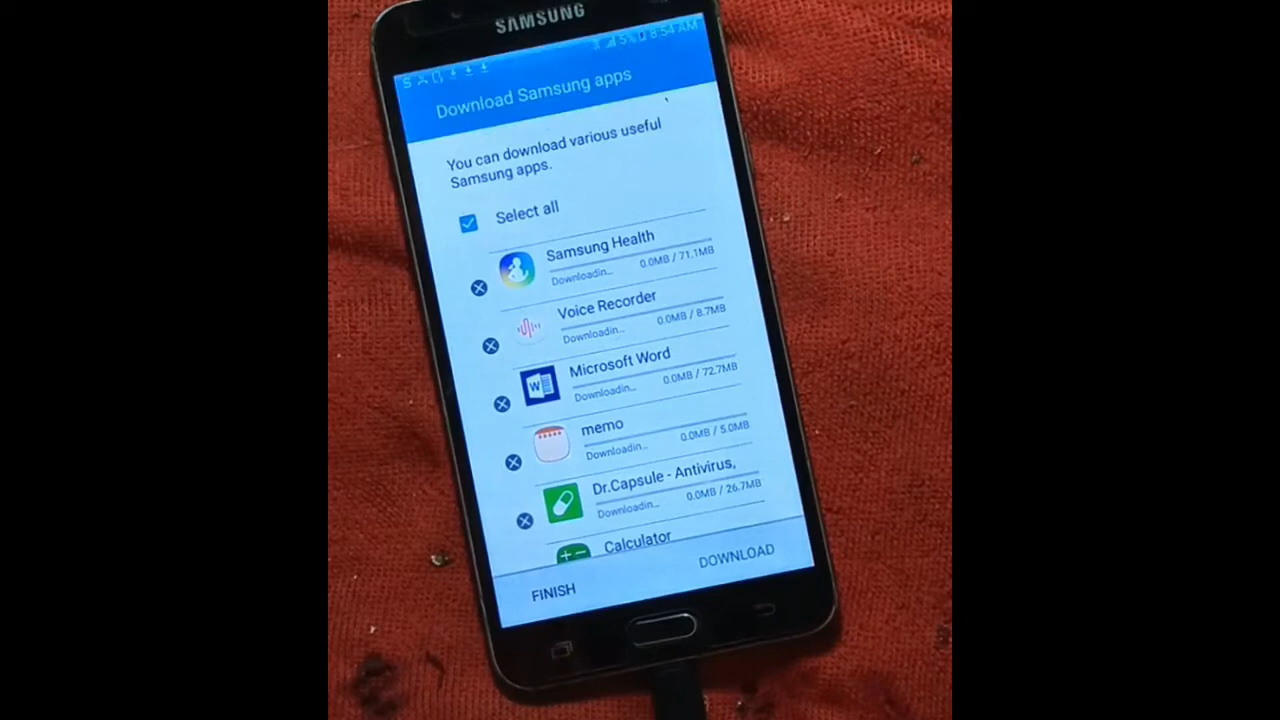 SAMSUNG
5% 8:54 AM
Download Samsung apps
You can download various useful
Samsung apps.
Select all
Samsung Health
Downloadin... 0.0MB / 71.1MB
Voice Recorder
Downloadin... 0.0MB / 8.7MB
W
Microsoft Word
Downloadin... 0.0MB / 72.7MB
memo
Downloadin... 0.0MB / 5.0MB
Dr.Capsule - Antivirus,
Downloadin... 0.0MB / 26.7MB
Calculator
FINISH DOWNLOAD